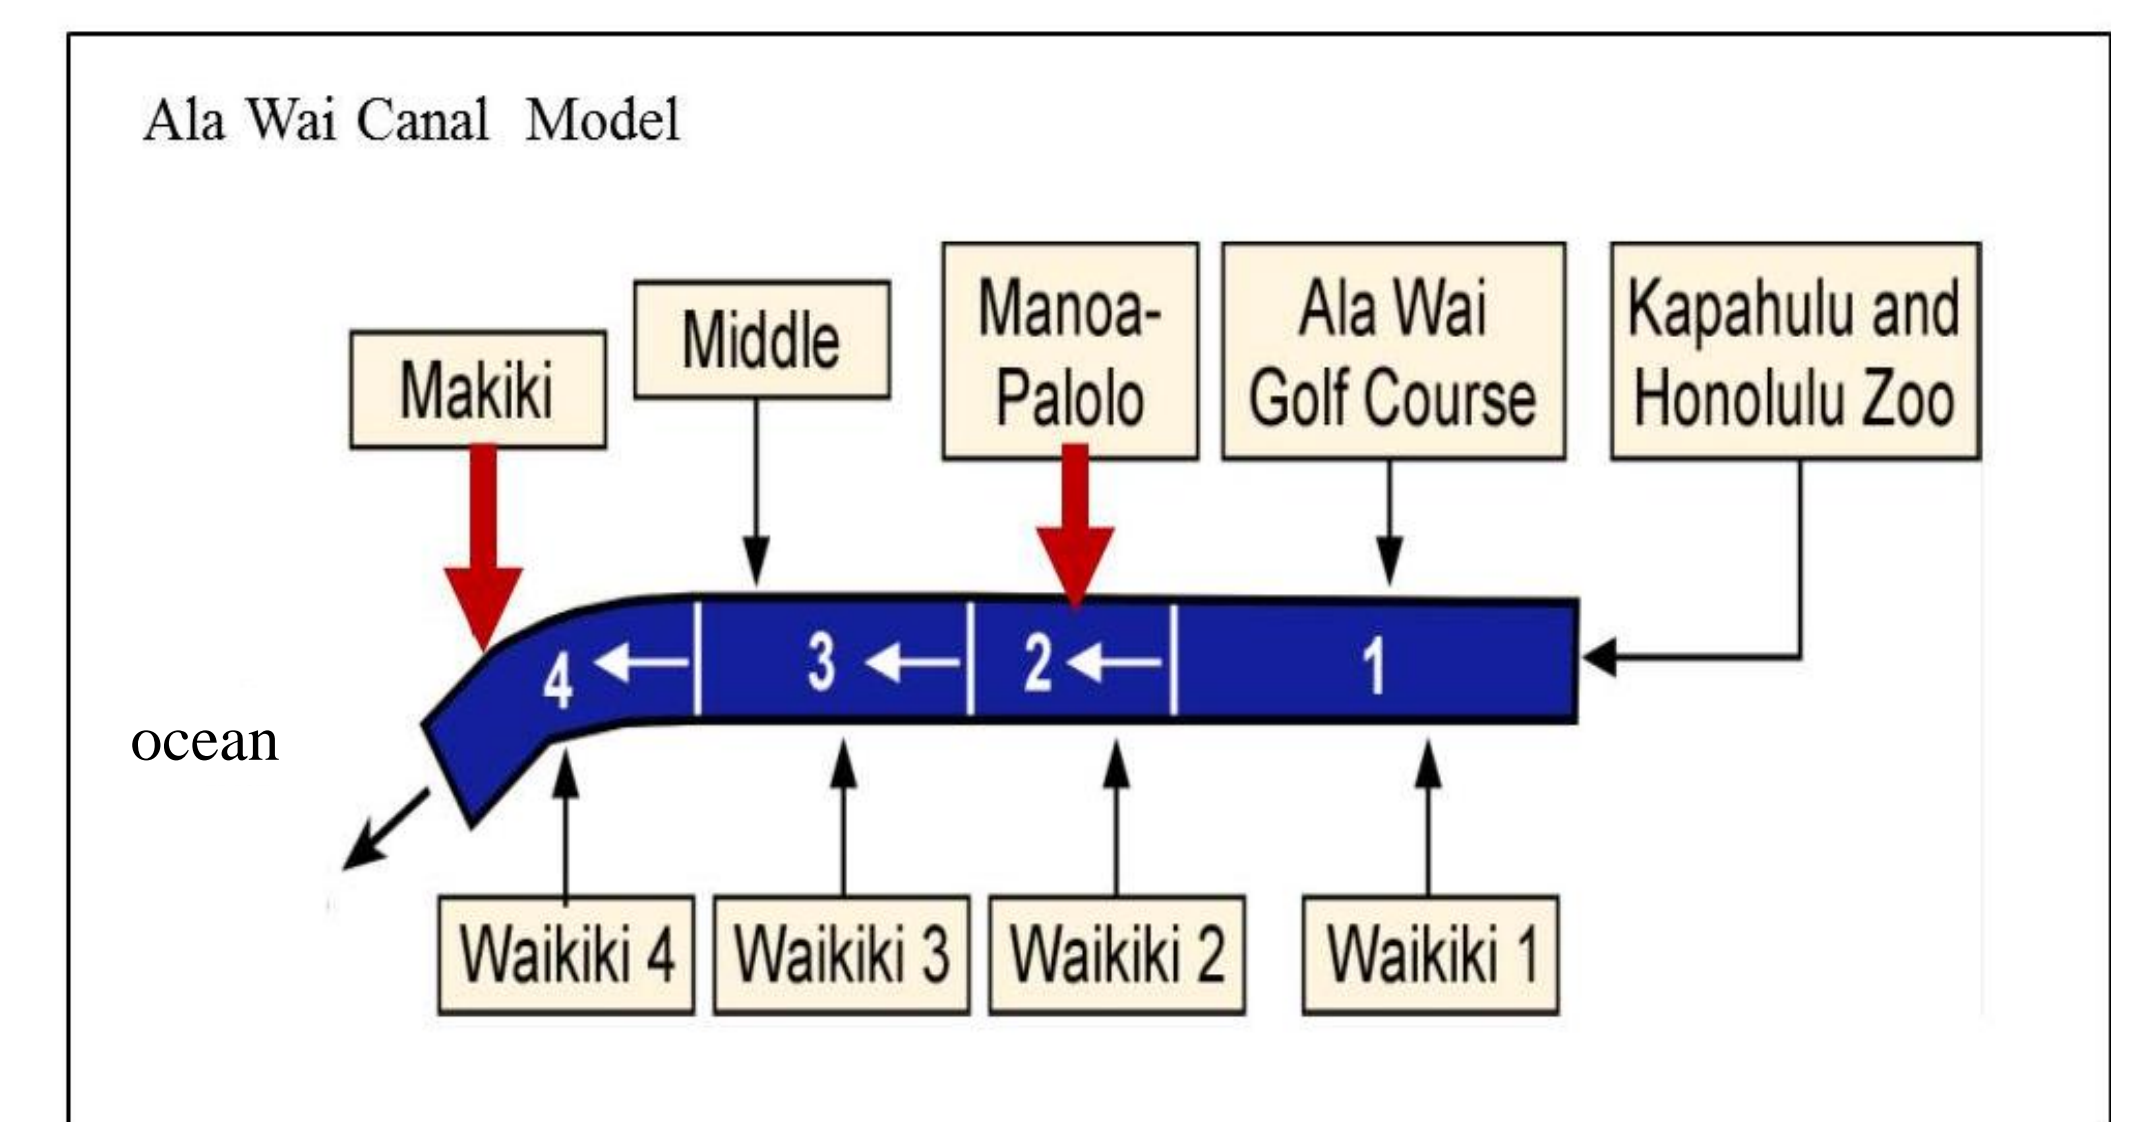 Ala Wai Canal Model
Makiki
Middle
Manoa-
Palolo
Ala Wai
Golf Course
Kapahulu and
Honolulu Zoo
4
3
2
1
ocean
Waikiki 4
Waikiki 3
Waikiki 2
Waikiki 1